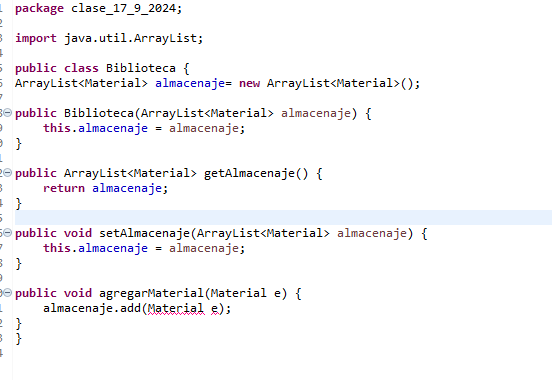 package clase_17_9_2024;
import java.util.ArrayList;
public class Biblioteca {
ArrayList<Material> almacenaje= new ArrayList<Material>();
public Biblioteca(ArrayList<Material> almacenaje) {
this.almacenaje = almacenaje;
}
public ArrayList<Material> getAlmacenaje() {
return almacenaje;
}
public void setAlmacenaje(ArrayList<Material> almacenaje) {
this.almacenaje = almacenaje;
}
public void agregarMaterial(Material e) {
almacenaje.add(Material e);
}
}